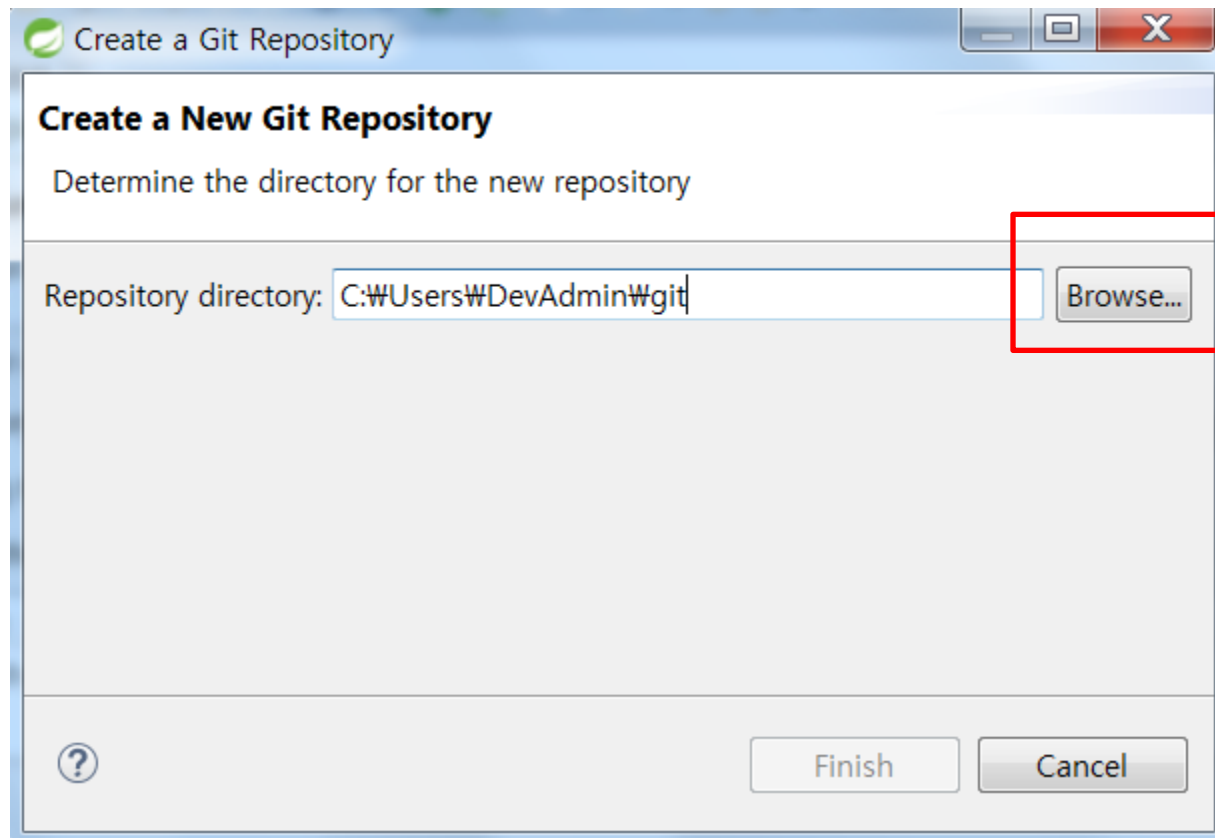 Create a Git Repository
Create a New Git Repository
Determine the directory for the new repository
Repository directory: C:₩Users₩DevAdmin₩git Browse...
Finish Cancel